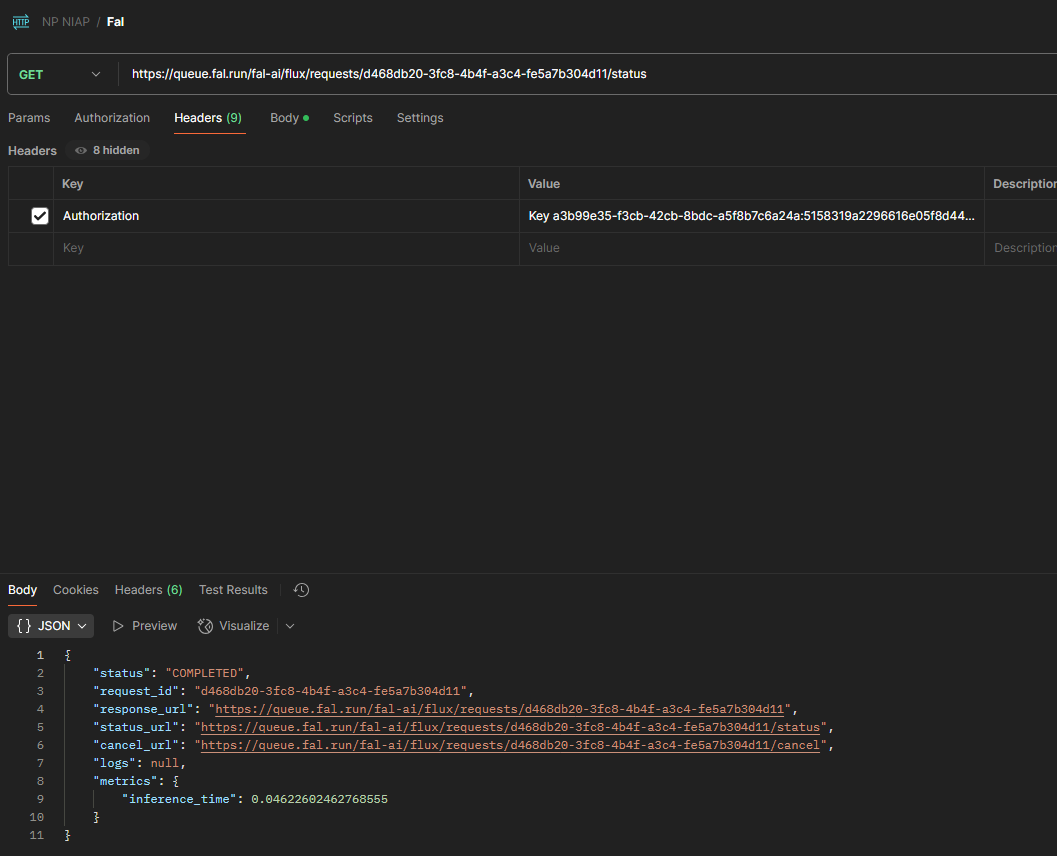 HTTP NP NIAP / Fal
GET https://queue.fal.run/fal-ai/flux/requests/d468db20-3fc8-4b4f-a3c4-fe5a7b304d11/status
Params Authorization Headers (9) Body Scripts Settings
Headers 8 hidden
Key Value Description
Authorization Key a3b99e35-f3cb-42cb-8bdc-a5f8b7c6a24a:5158319a2296616e05f8d44...
Key Value Description
Body Cookies Headers (6) Test Results
{} JSON Preview Visualize
1 {
2 "status": "COMPLETED",
3 "request_id": "d468db20-3fc8-4b4f-a3c4-fe5a7b304d11",
4 "response_url": "https://queue.fal.run/fal-ai/flux/requests/d468db20-3fc8-4b4f-a3c4-fe5a7b304d11",
5 "status_url": "https://queue.fal.run/fal-ai/flux/requests/d468db20-3fc8-4b4f-a3c4-fe5a7b304d11/status",
6 "cancel_url": "https://queue.fal.run/fal-ai/flux/requests/d468db20-3fc8-4b4f-a3c4-fe5a7b304d11/cancel",
7 "logs": null,
8 "metrics": {
9 "inference_time": 0.04622602462768555
10 }
11 }